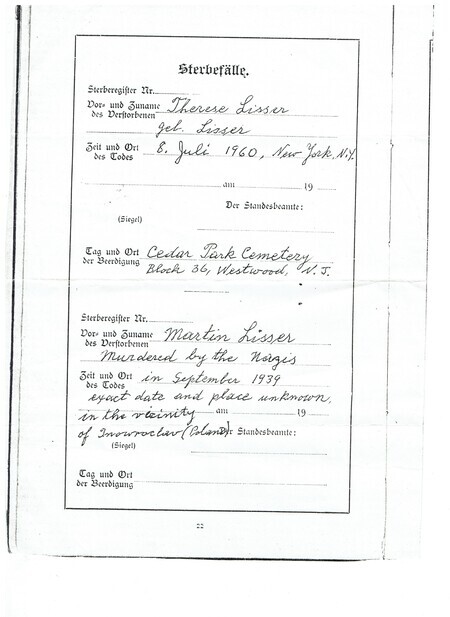 Sterbefälle.
Sterberegister Nr.
Vor- und Zuname des Verstorbenen Therese Lisser
geb. Lisser
Zeit und Ort des Todes 8. Juli 1960, New York, N.Y.
am 19
Der Standesbeamte:
(Siegel)
Tag und Ort der Beerdigung Cedar Park Cemetery
Block 36, Westwood, N.J.
Sterberegister Nr.
Vor- und Zuname des Verstorbenen Martin Lisser
Murdered by the Nazis
Zeit und Ort des Todes in September 1939
exact date and place unknown,
in the vicinity am 19
of Inowroclav (Poland) Der Standesbeamte:
(Siegel)
Tag und Ort der Beerdigung
22